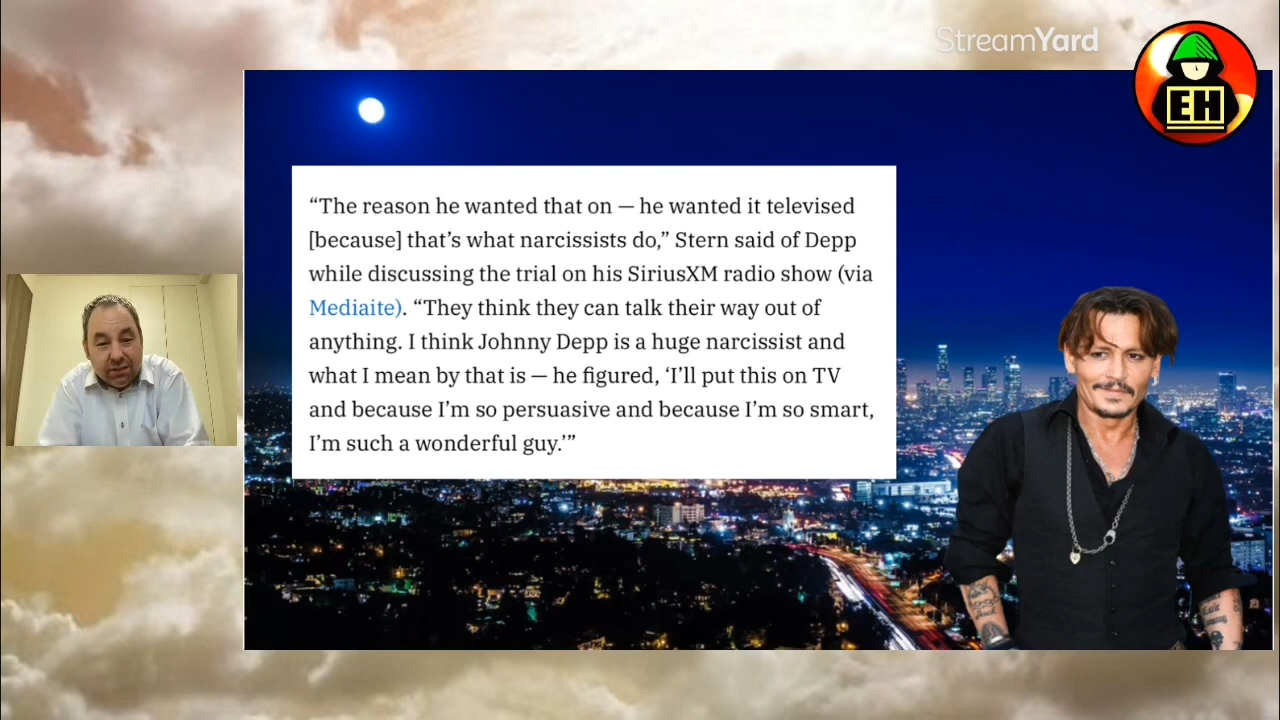 StreamYard
EH
“The reason he wanted that on — he wanted it televised
[because] that’s what narcissists do,” Stern said of Depp
while discussing the trial on his SiriusXM radio show (via
Mediaite). “They think they can talk their way out of
anything. I think Johnny Depp is a huge narcissist and
what I mean by that is — he figured, ‘I’ll put this on TV
and because I’m so persuasive and because I’m so smart,
I’m such a wonderful guy.’”